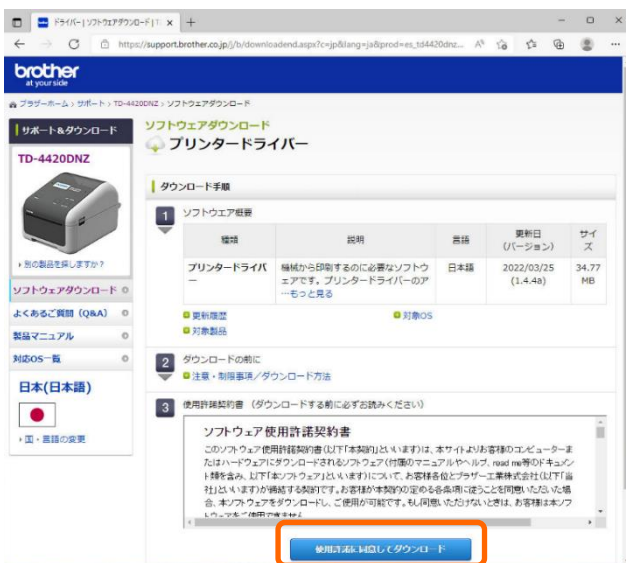 ドライバー | ソフトウエアダウンロード | T
https://support.brother.co.jp/j/b/downloadend.aspx?c=jp&lang=ja&prod=es_td4420dnz...
brother
at your side
ブラザーホーム > サポート > TD-4420DNZ > ソフトウエアダウンロード
サポート&ダウンロード
TD-4420DNZ
別の製品を探しますか?
ソフトウエアダウンロード
よくあるご質問 (Q&A)
製品マニュアル
対応OS一覧
日本(日本語)
国・言語の変更
ソフトウエアダウンロード
プリンタードライバー
ダウンロード手順
1 ソフトウエア概要
種類 説明 言語 更新日 (バージョン) サイズ
プリンタードライバー 機械から印刷するのに必要なソフトウ 日本語 2022/03/25 34.77
ェアです。プリンタードライバーのア (1.4.4a) MB
…もっと見る
更新履歴 対象OS
対象製品
2 ダウンロードの前に
注意・制限事項/ダウンロード方法
3 使用許諾契約書 (ダウンロードする前に必ずお読みください)
ソフトウェア使用許諾契約書
このソフトウェア使用許諾契約書(以下「本契約」といいます)は、本サイトよりお客様のコンピューターま
たはハードウェアにダウンロードされるソフトウェア(付属のマニュアルやヘルプ、read me等のドキュメン
ト類を含み、以下「本ソフトウェア」といいます)について、お客様各位とブラザー工業株式会社(以下「当
社」といいます)が締結する契約です。お客様が本契約の定める各条項に従うことを同意いただいた場
合、本ソフトウェアをダウンロードし、ご使用が可能です。もし同意いただけないときは、お客様は本ソフ
トウェアをご使用できません
使用許諾に同意してダウンロード